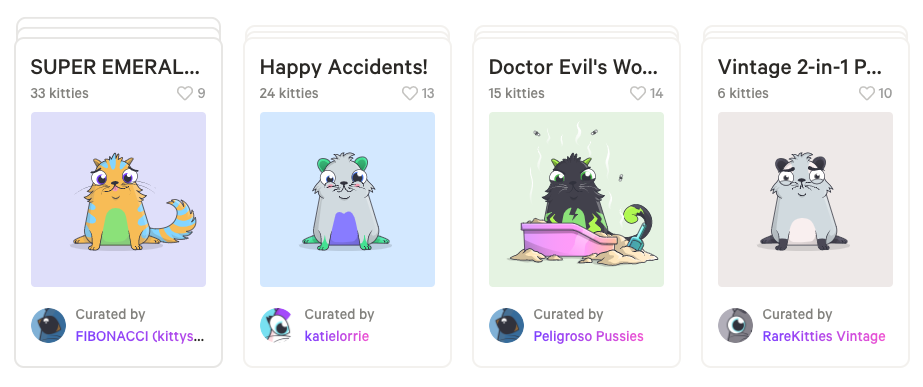 SUPER EMERAL...
33 kitties 9
Curated by
FIBONACCI (kittys...
Happy Accidents!
24 kitties 13
Curated by
katielorrie
Doctor Evil's Wo...
15 kitties 14
Curated by
Peligroso Pussies
Vintage 2-in-1 P...
6 kitties 10
Curated by
RareKitties Vintage